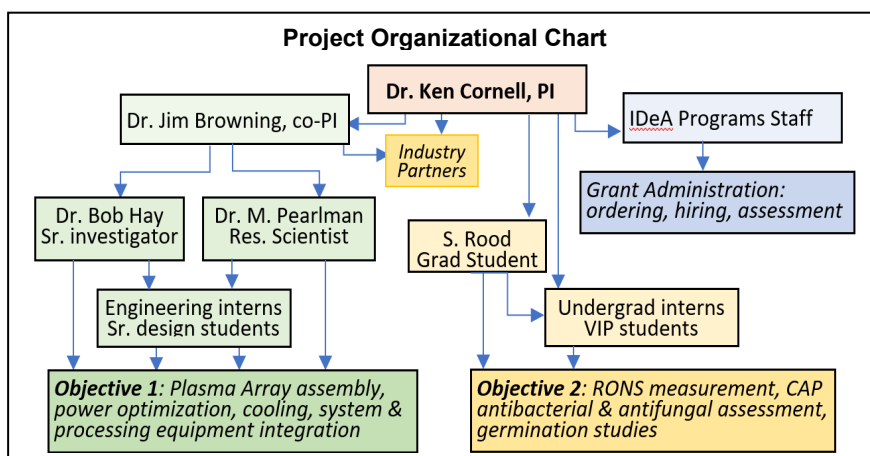 Project Organizational Chart
Dr. Ken Cornell, PI
Dr. Jim Browning, co-PI
IDeA Programs Staff
Industry
Partners
Grant Administration:
ordering, hiring, assessment
Dr. Bob Hay
Sr. investigator
Dr. M. Pearlman
Res. Scientist
S. Rood
Grad Student
Engineering interns
Sr. design students
Undergrad interns
VIP students
Objective 1: Plasma Array assembly,
power optimization, cooling, system &
processing equipment integration
Objective 2: RONS measurement, CAP
antibacterial & antifungal assessment,
germination studies